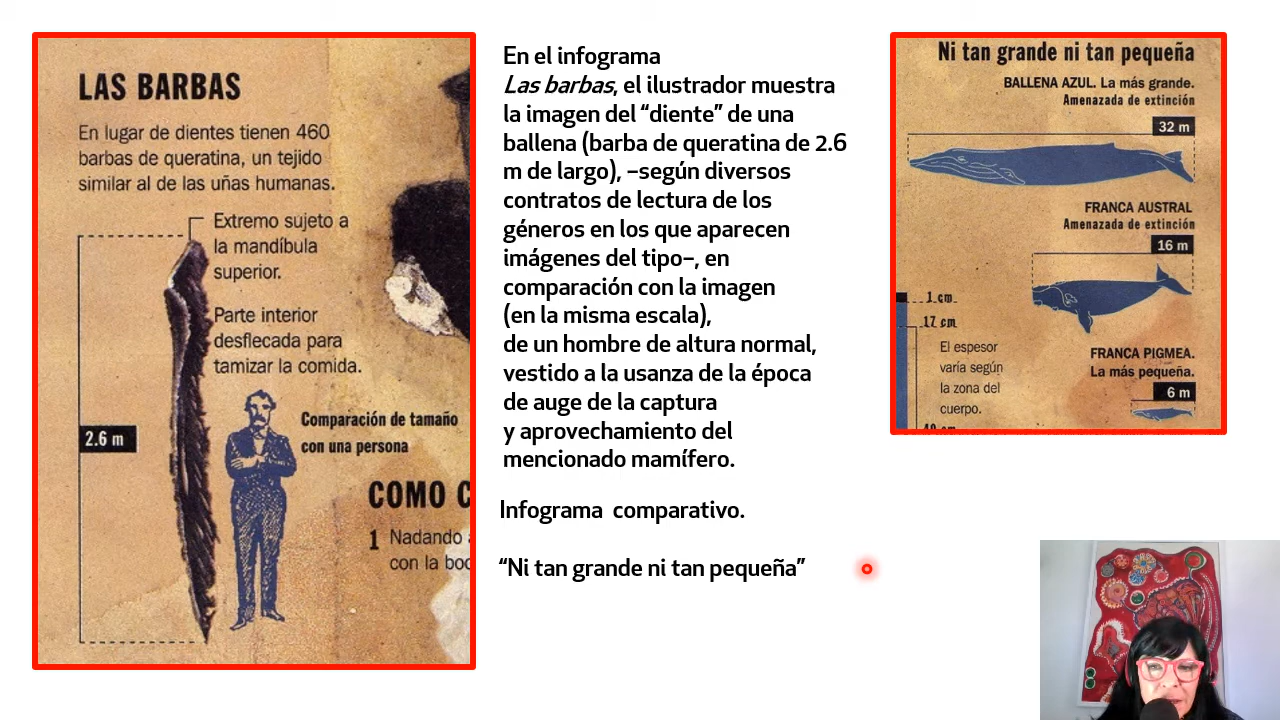 LAS BARBAS
En lugar de dientes tienen 460
barbas de queratina, un tejido
similar al de las uñas humanas.
Extremo sujeto a
la mandíbula
superior.
Parte interior
desflecada para
tamizar la comida.
Comparación de tamaño
con una persona
2.6 m
COMO C
1 Nadando
con la boc
En el infograma
Las barbas, el ilustrador muestra
la imagen del “diente” de una
ballena (barba de queratina de 2.6
m de largo), –según diversos
contratos de lectura de los
géneros en los que aparecen
imágenes del tipo–, en
comparación con la imagen
(en la misma escala),
de un hombre de altura normal,
vestido a la usanza de la época
de auge de la captura
y aprovechamiento del
mencionado mamífero.
Infograma comparativo.
“Ni tan grande ni tan pequeña”
Ni tan grande ni tan pequeña
BALLENA AZUL. La más grande.
Amenazada de extinción
32 m
FRANCA AUSTRAL
Amenazada de extinción
16 m
1 cm
17 cm
El espesor
varia según
la zona del
cuerpo.
FRANCA PIGMEA.
La más pequeña.
6 m